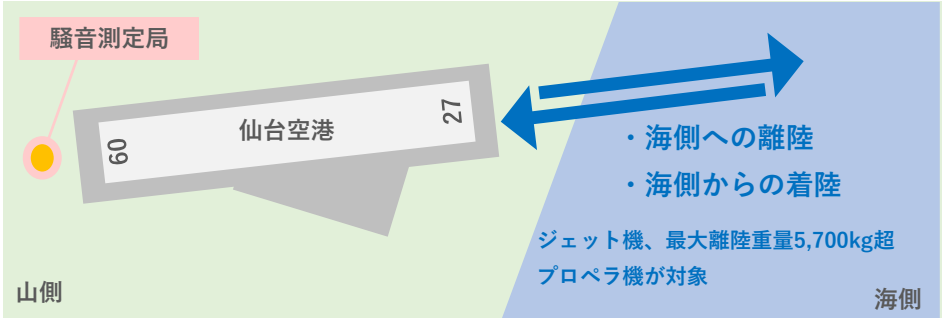 騒音測定局
仙台空港
09
27
・海側への離陸
・海側からの着陸
ジェット機、最大離陸重量5,700kg超
プロペラ機が対象
山側
海側